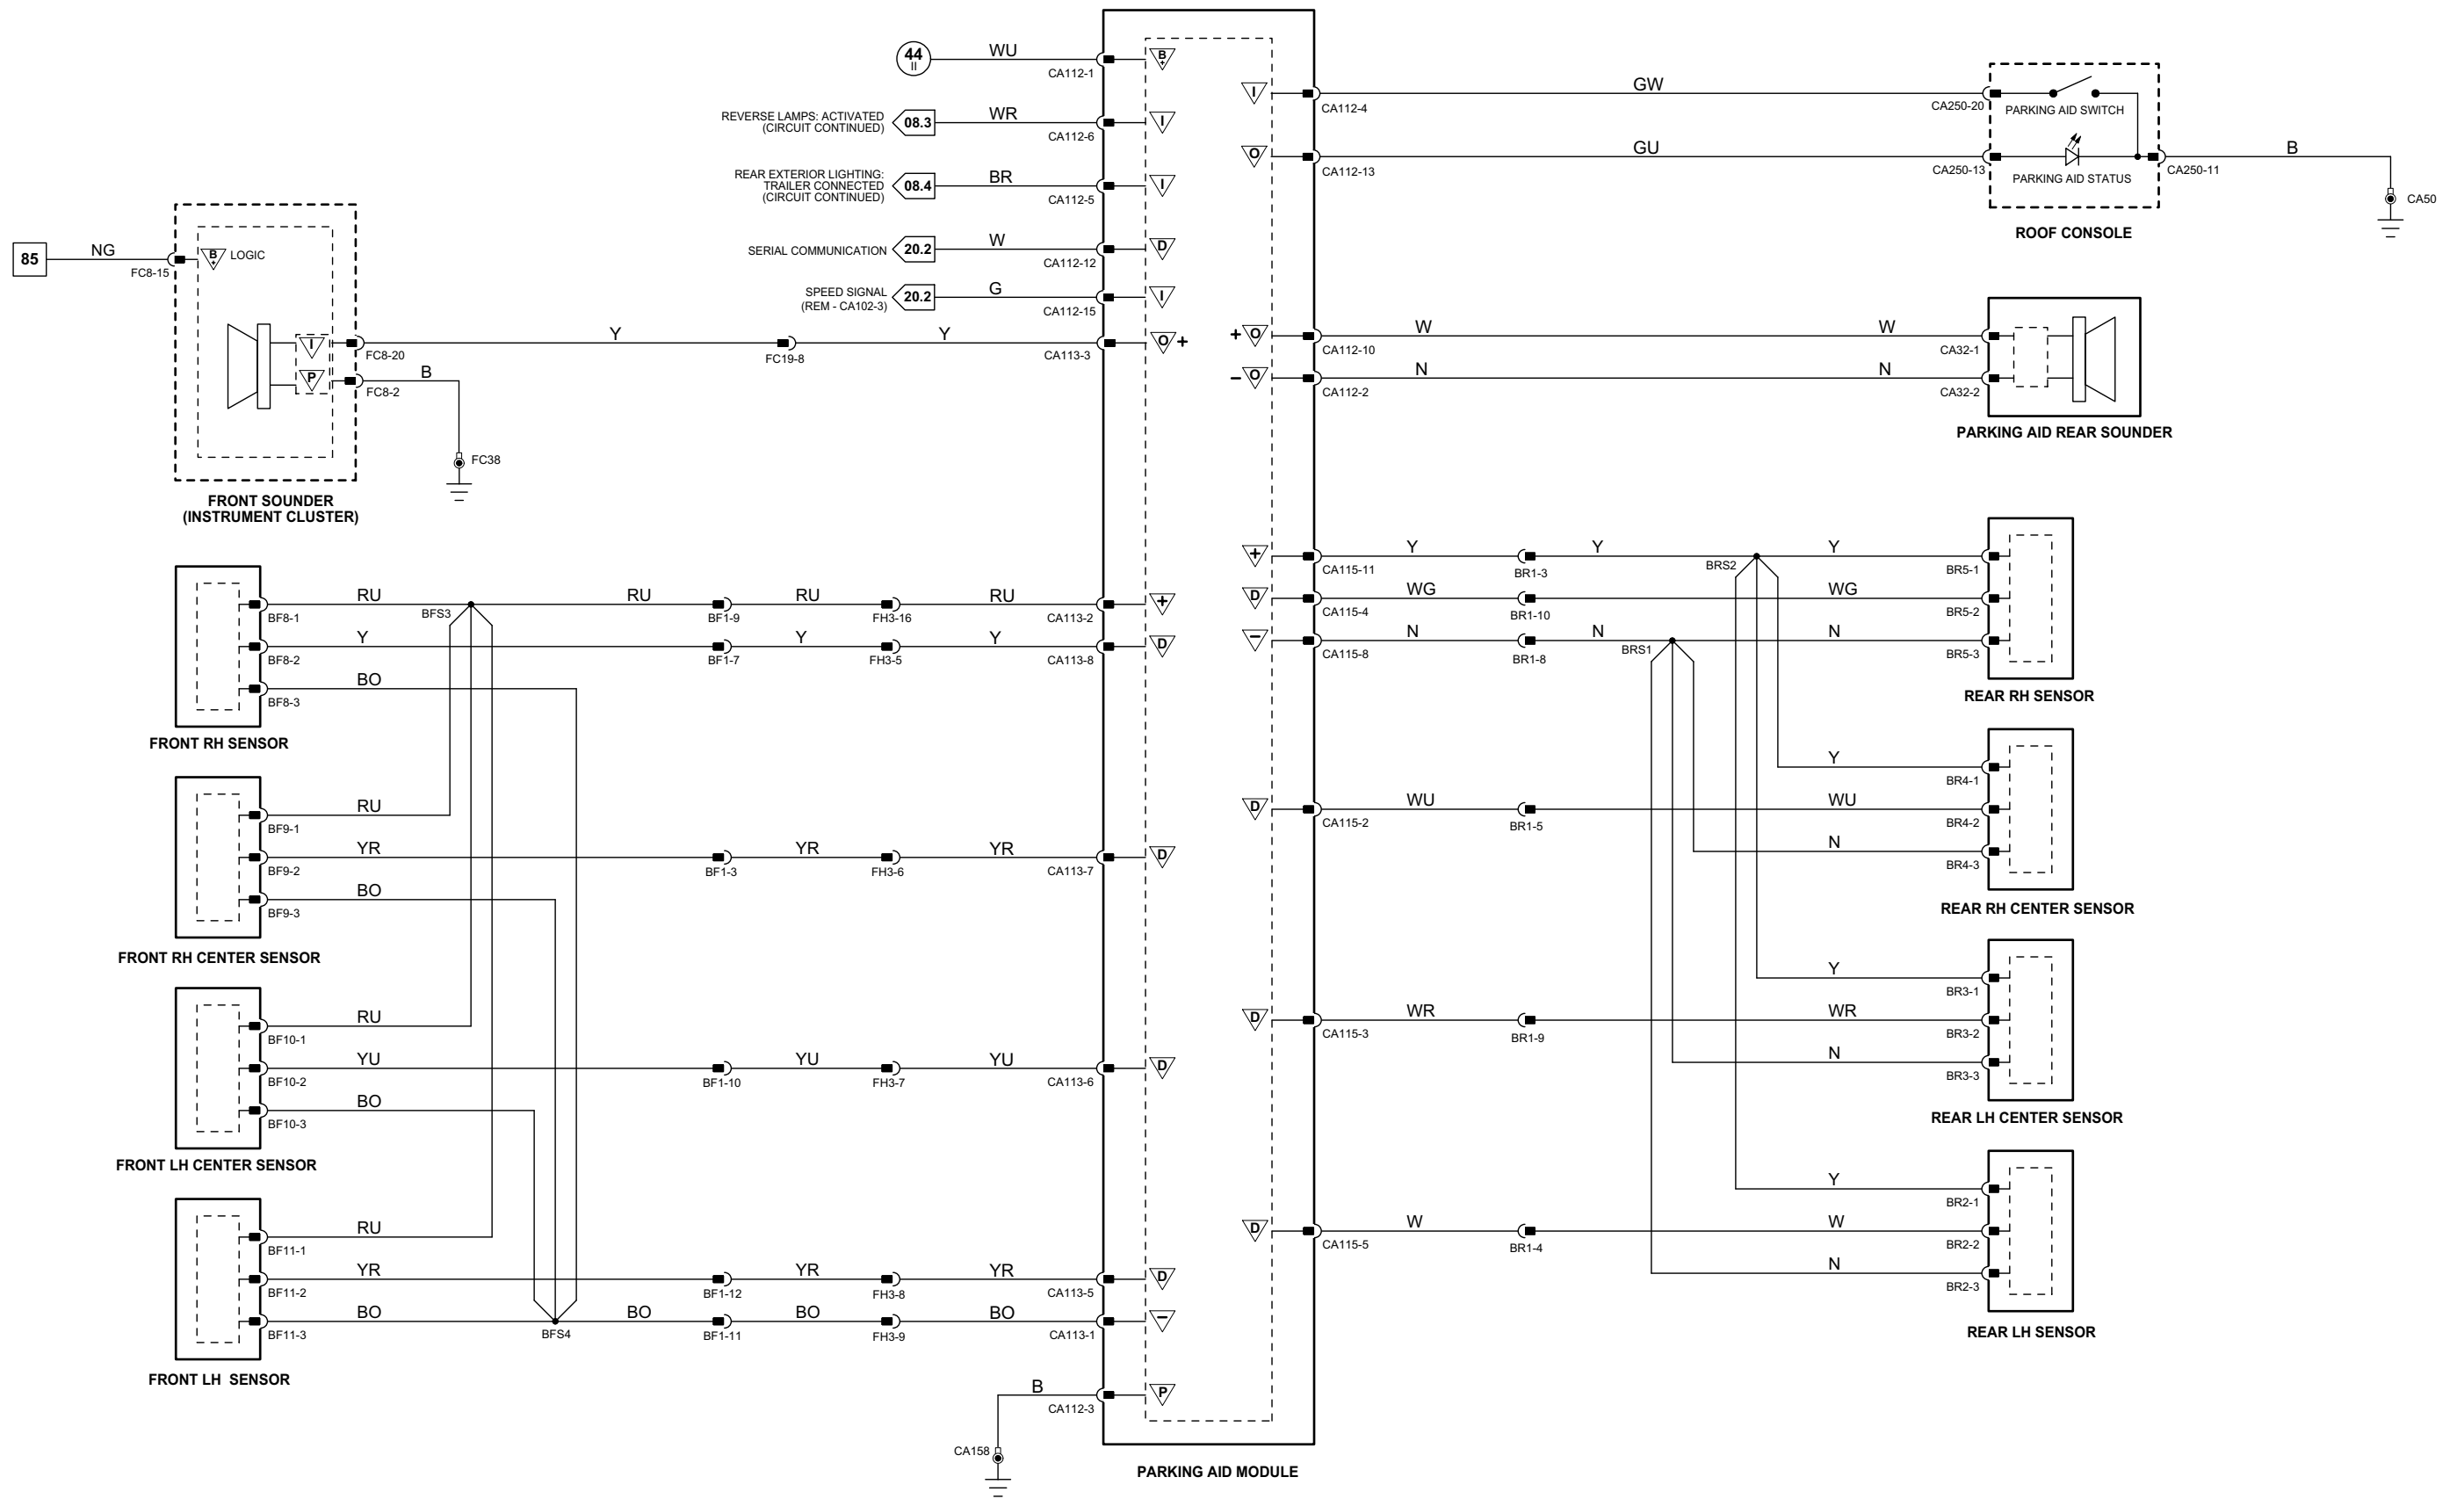 44
II
WU
CA112-1
B
+
REVERSE LAMPS: ACTIVATED
(CIRCUIT CONTINUED)
08.3
WR
CA112-6
I
REAR EXTERIOR LIGHTING:
TRAILER CONNECTED
(CIRCUIT CONTINUED)
08.4
BR
CA112-5
I
SERIAL COMMUNICATION
20.2
W
CA112-12
D
SPEED SIGNAL
(REM - CA102-3)
20.2
G
CA112-15
I
85
NG
FC8-15
B
+
LOGIC
I
FC8-20
Y
FC19-8
Y
CA113-3
O +
P
FC8-2
B
FC38
FRONT SOUNDER
(INSTRUMENT CLUSTER)
RU
BF8-1
BFS3
RU
BF1-9
RU
FH3-16
RU
CA113-2
+
Y
BF8-2
BF1-7
Y
FH3-5
Y
CA113-8
D
BO
BF8-3
FRONT RH SENSOR
RU
BF9-1
YR
BF9-2
BF1-3
YR
FH3-6
YR
CA113-7
D
BO
BF9-3
FRONT RH CENTER SENSOR
RU
BF10-1
YU
BF10-2
BF1-10
YU
FH3-7
YU
CA113-6
D
BO
BF10-3
FRONT LH CENTER SENSOR
RU
BF11-1
YR
BF11-2
BF1-12
YR
FH3-8
YR
CA113-5
D
BO
BF11-3
BFS4
BO
BF1-11
BO
FH3-9
BO
CA113-1
−
FRONT LH SENSOR
B
CA112-3
P
CA158
PARKING AID MODULE
I
CA112-4
GW
CA250-20
PARKING AID SWITCH
O
CA112-13
GU
CA250-13
PARKING AID STATUS
CA250-11
B
CA50
ROOF CONSOLE
+ O
CA112-10
W
W
CA32-1
− O
CA112-2
N
N
CA32-2
PARKING AID REAR SOUNDER
+
CA115-11
Y
BR1-3
Y
BRS2
Y
BR5-1
D
CA115-4
WG
BR1-10
WG
BR5-2
−
CA115-8
N
BR1-8
N
BRS1
N
BR5-3
REAR RH SENSOR
Y
BR4-1
D
CA115-2
WU
BR1-5
WU
BR4-2
N
BR4-3
REAR RH CENTER SENSOR
Y
BR3-1
D
CA115-3
WR
BR1-9
WR
BR3-2
N
BR3-3
REAR LH CENTER SENSOR
Y
BR2-1
D
CA115-5
W
BR1-4
W
BR2-2
N
BR2-3
REAR LH SENSOR